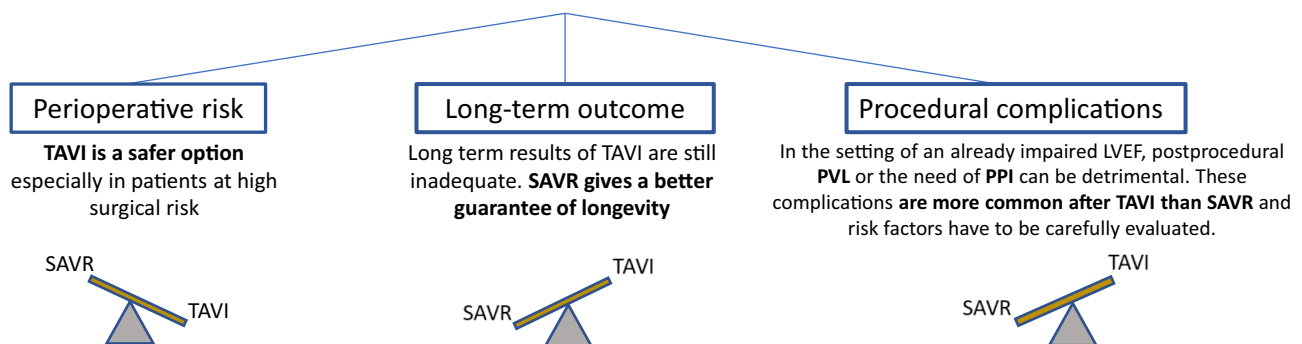 Perioperative risk
TAVI is a safer option
especially in patients at high
surgical risk
SAVR
TAVI
Long-term outcome
Long term results of TAVI are still
inadequate. SAVR gives a better
guarantee of longevity
TAVI
SAVR
Procedural complications
In the setting of an already impaired LVEF, postprocedural
PVL or the need of PPI can be detrimental. These
complications are more common after TAVI than SAVR and
risk factors have to be carefully evaluated.
TAVI
SAVR